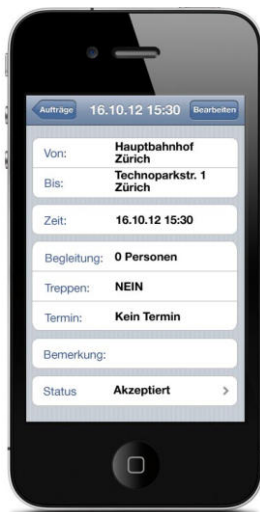 Aufträge 16.10.12 15:30 Bearbeiten
Von: Hauptbahnhof
Zürich
Bis: Technoparkstr. 1
Zürich
Zeit: 16.10.12 15:30
Begleitung: 0 Personen
Treppen: NEIN
Termin: Kein Termin
Bemerkung:
Status Akzeptiert